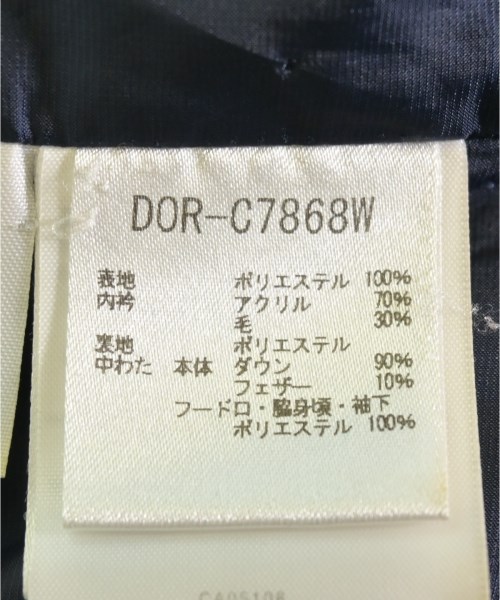 DOR-C7868W
表地 ポリエステル 100%
内衿 アクリル 70%
毛 30%
裏地 ポリエステル
中わた 本体 ダウン 90%
フェザー 10%
フード口・脇身頃・袖下
ポリエステル 100%
CA05108